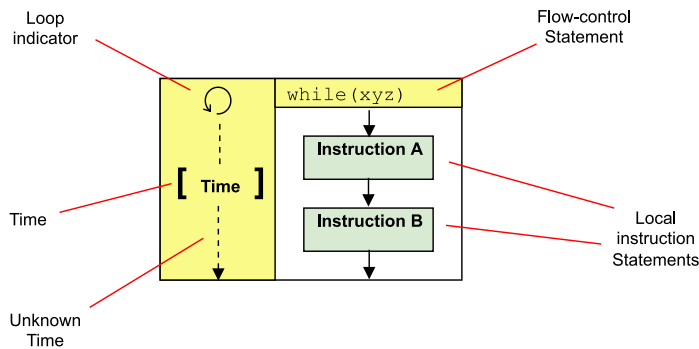 Loop
indicator
Flow-control
Statement
while(xyz)
Instruction A
[ Time ]
Instruction B
Time
Local
instruction
Statements
Unknown
Time